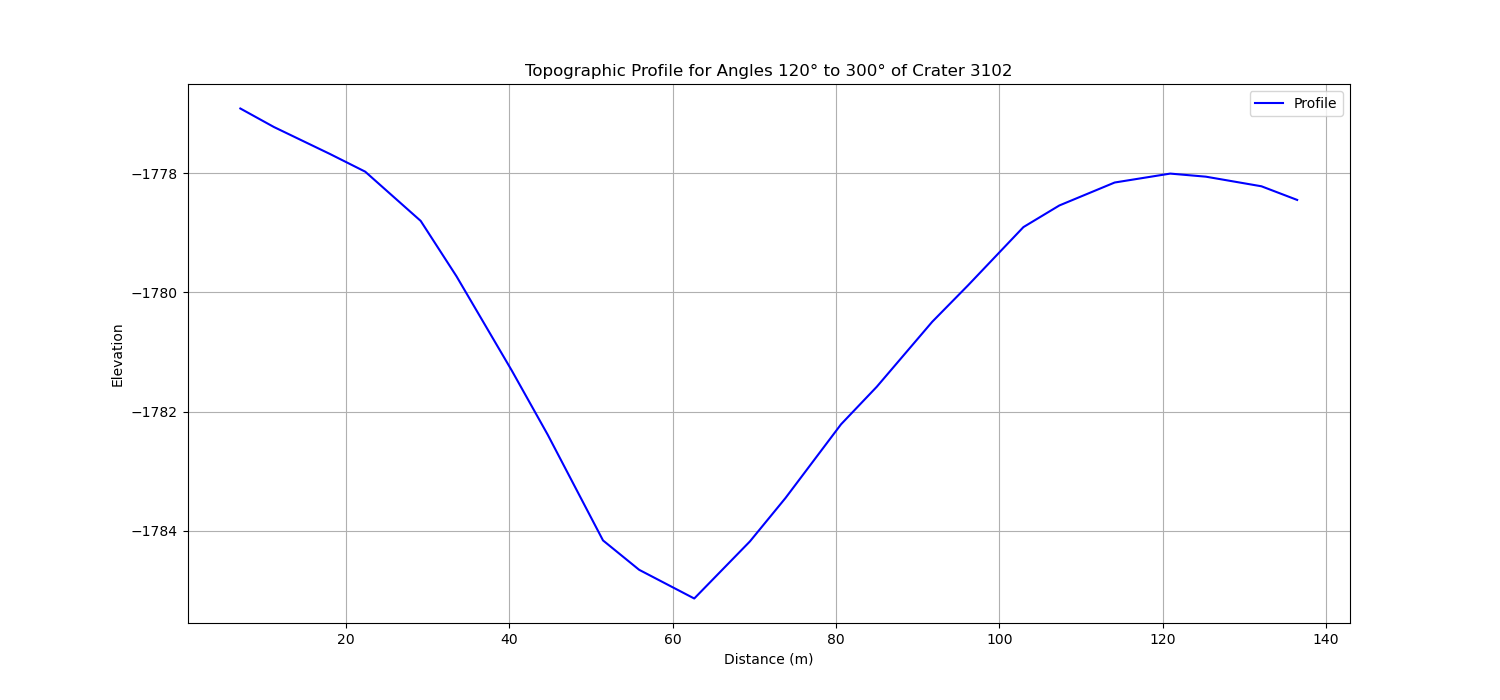 Topographic Profile for Angles 120° to 300° of Crater 3102
Profile
−1778
−1780
−1782
−1784
Elevation
20 40 60 80 100 120 140
Distance (m)